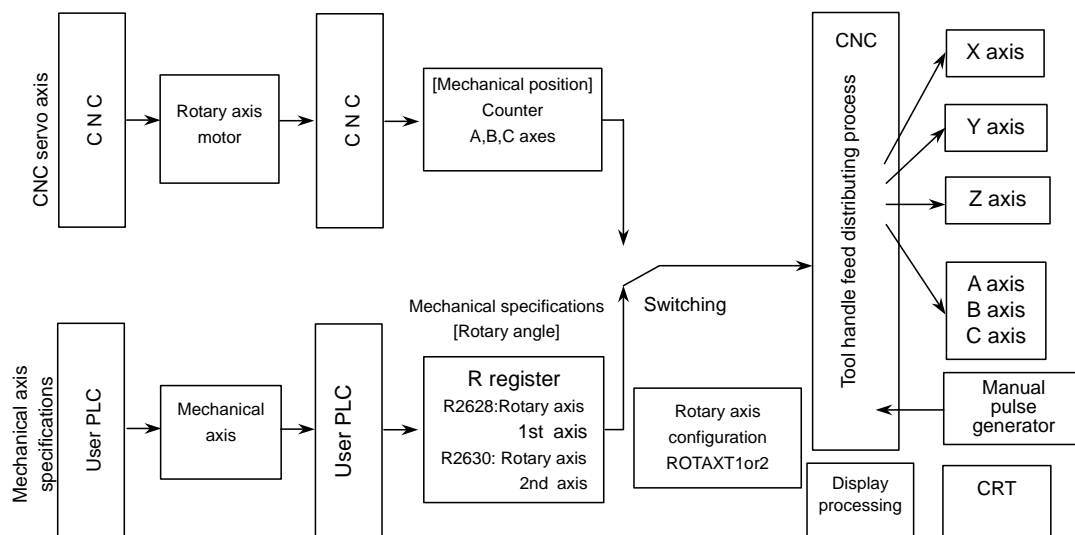 CNC servo axis
C N C
Rotary axis
motor
C N C
[Mechanical position]
Counter
A,B,C axes
CNC
Tool handle feed distributing process
X axis
Y axis
Z axis
A axis
B axis
C axis
Switching
Mechanical specifications
[Rotary angle]
Mechanical axis
specifications
User PLC
Mechanical
axis
User PLC
R register
R2628:Rotary axis
1st axis
R2630: Rotary axis
2nd axis
Rotary axis
configuration
ROTAXT1or2
Manual
pulse
generator
Display
processing
CRT